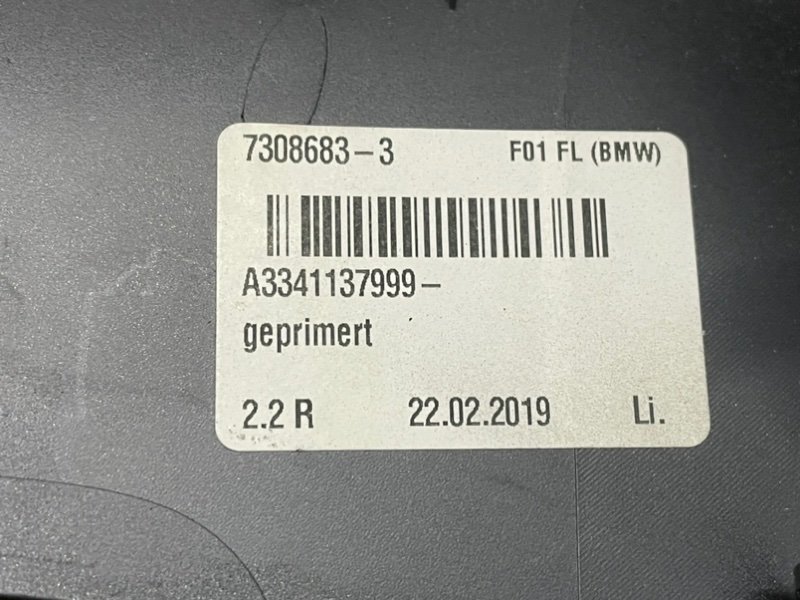 7308683-3 F01 FL (BMW)
A3341137999-
geprimert
2.2 R 22.02.2019 Li.